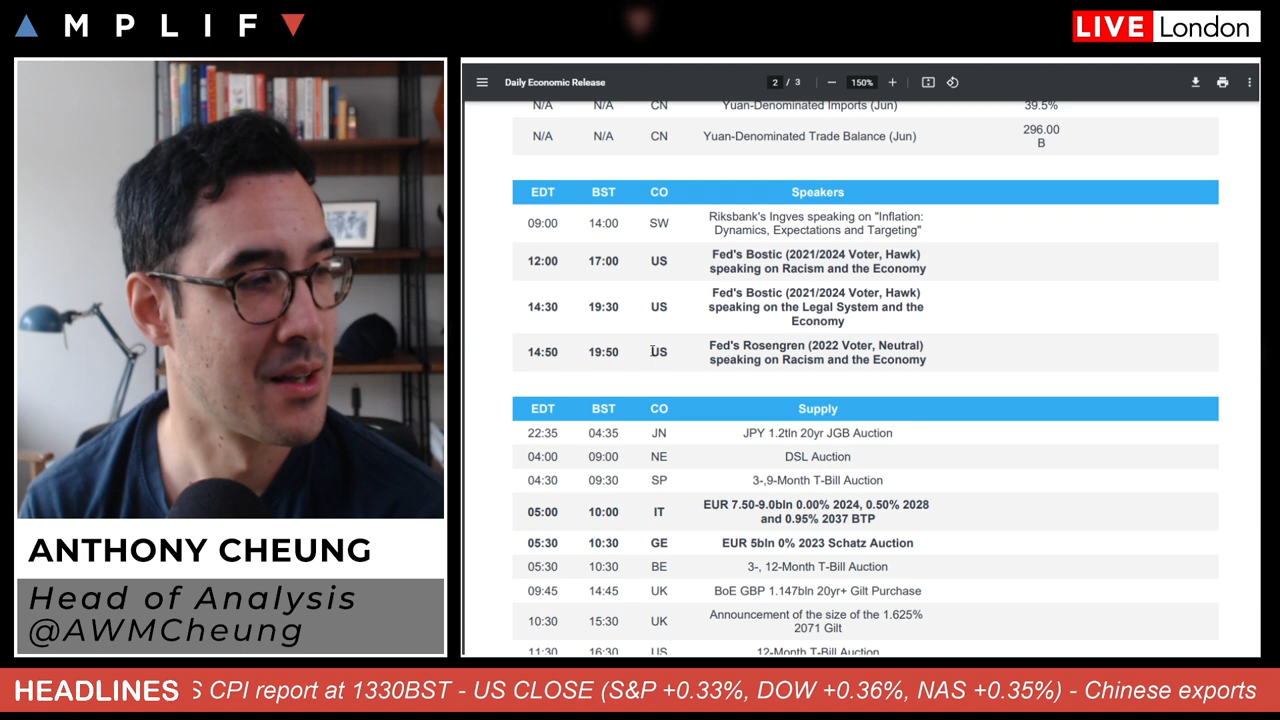 AMPLIFY
LIVE London
Daily Economic Release
2 / 3
150%
N/A N/A CN Yuan-Denominated Imports (Jun) 39.5%
N/A N/A CN Yuan-Denominated Trade Balance (Jun) 296.00
B
EDT BST CO Speakers
09:00 14:00 SW Riksbank's Ingves speaking on "Inflation:
Dynamics, Expectations and Targeting"
12:00 17:00 US Fed's Bostic (2021/2024 Voter, Hawk)
speaking on Racism and the Economy
14:30 19:30 US Fed's Bostic (2021/2024 Voter, Hawk)
speaking on the Legal System and the
Economy
14:50 19:50 US Fed's Rosengren (2022 Voter, Neutral)
speaking on Racism and the Economy
EDT BST CO Supply
22:35 04:35 JN JPY 1.2tln 20yr JGB Auction
04:00 09:00 NE DSL Auction
04:30 09:30 SP 3-,9-Month T-Bill Auction
05:00 10:00 IT EUR 7.50-9.0bln 0.00% 2024, 0.50% 2028
and 0.95% 2037 BTP
05:30 10:30 GE EUR 5bln 0% 2023 Schatz Auction
05:30 10:30 BE 3-, 12-Month T-Bill Auction
09:45 14:45 UK BoE GBP 1.147bln 20yr+ Gilt Purchase
10:30 15:30 UK Announcement of the size of the 1.625%
2071 Gilt
11:30 16:30 US 12-Month T-Bill Auction
ANTHONY CHEUNG
Head of Analysis
@AWMCheung
HEADLINES S CPI report at 1330BST - US CLOSE (S&P +0.33%, DOW +0.36%, NAS +0.35%) - Chinese exports